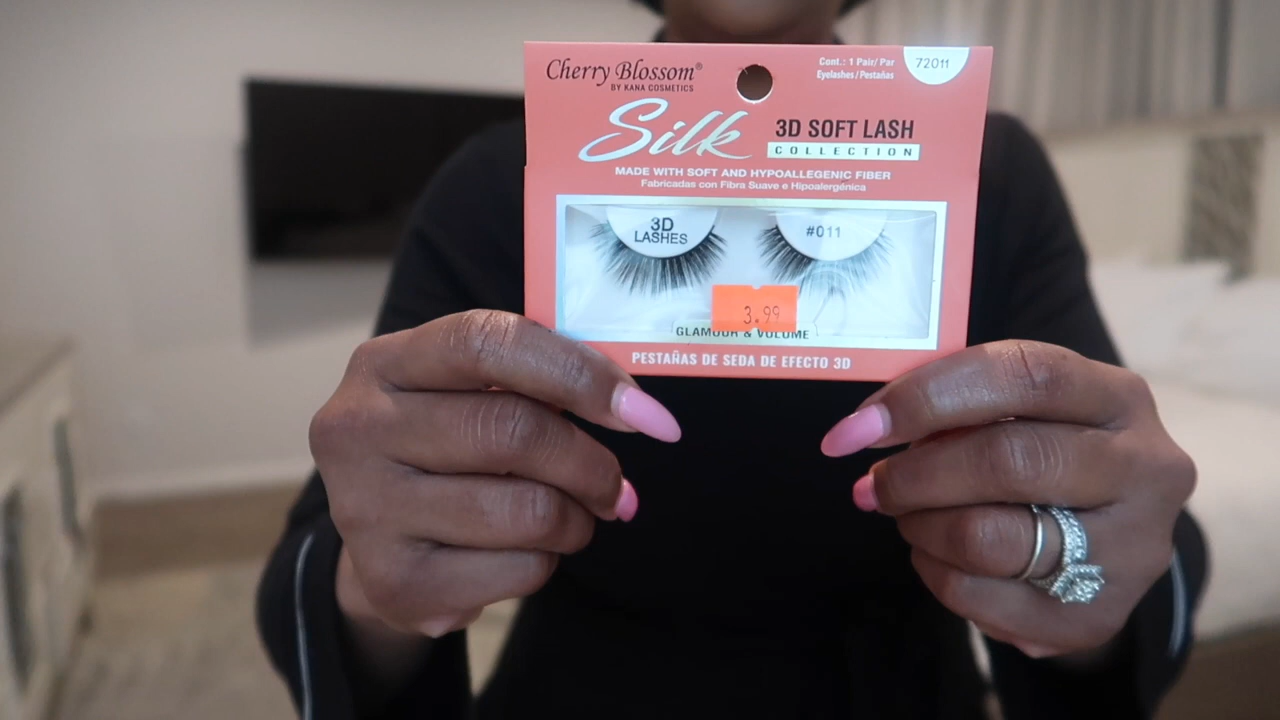 Cherry Blossom®
BY KANA COSMETICS
Cont.: 1 Pair/ Par
Eyelashes / Pestañas
72011
Silk
3D SOFT LASH
COLLECTION
MADE WITH SOFT AND HYPOALLEGENIC FIBER
Fabricadas con Fibra Suave e Hipoalergénica
3D
LASHES
#011
3.99
GLAMOUR & VOLUME
PESTAÑAS DE SEDA DE EFECTO 3D